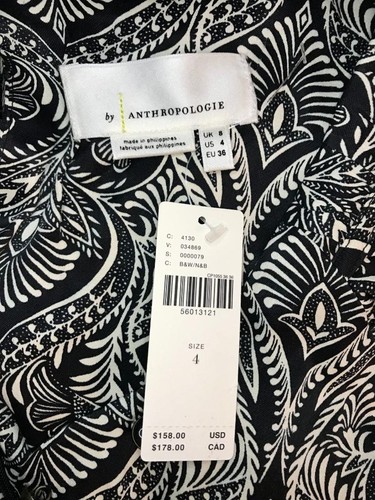 by ANTHROPOLOGIE
made in philippines
fabriqué aux philippines
UK 8
US 4
EU 36
C: 4130
V: 034869
S: 0000079
C: B&W/N&B
56013121
SIZE
4
$158.00 USD
$178.00 CAD